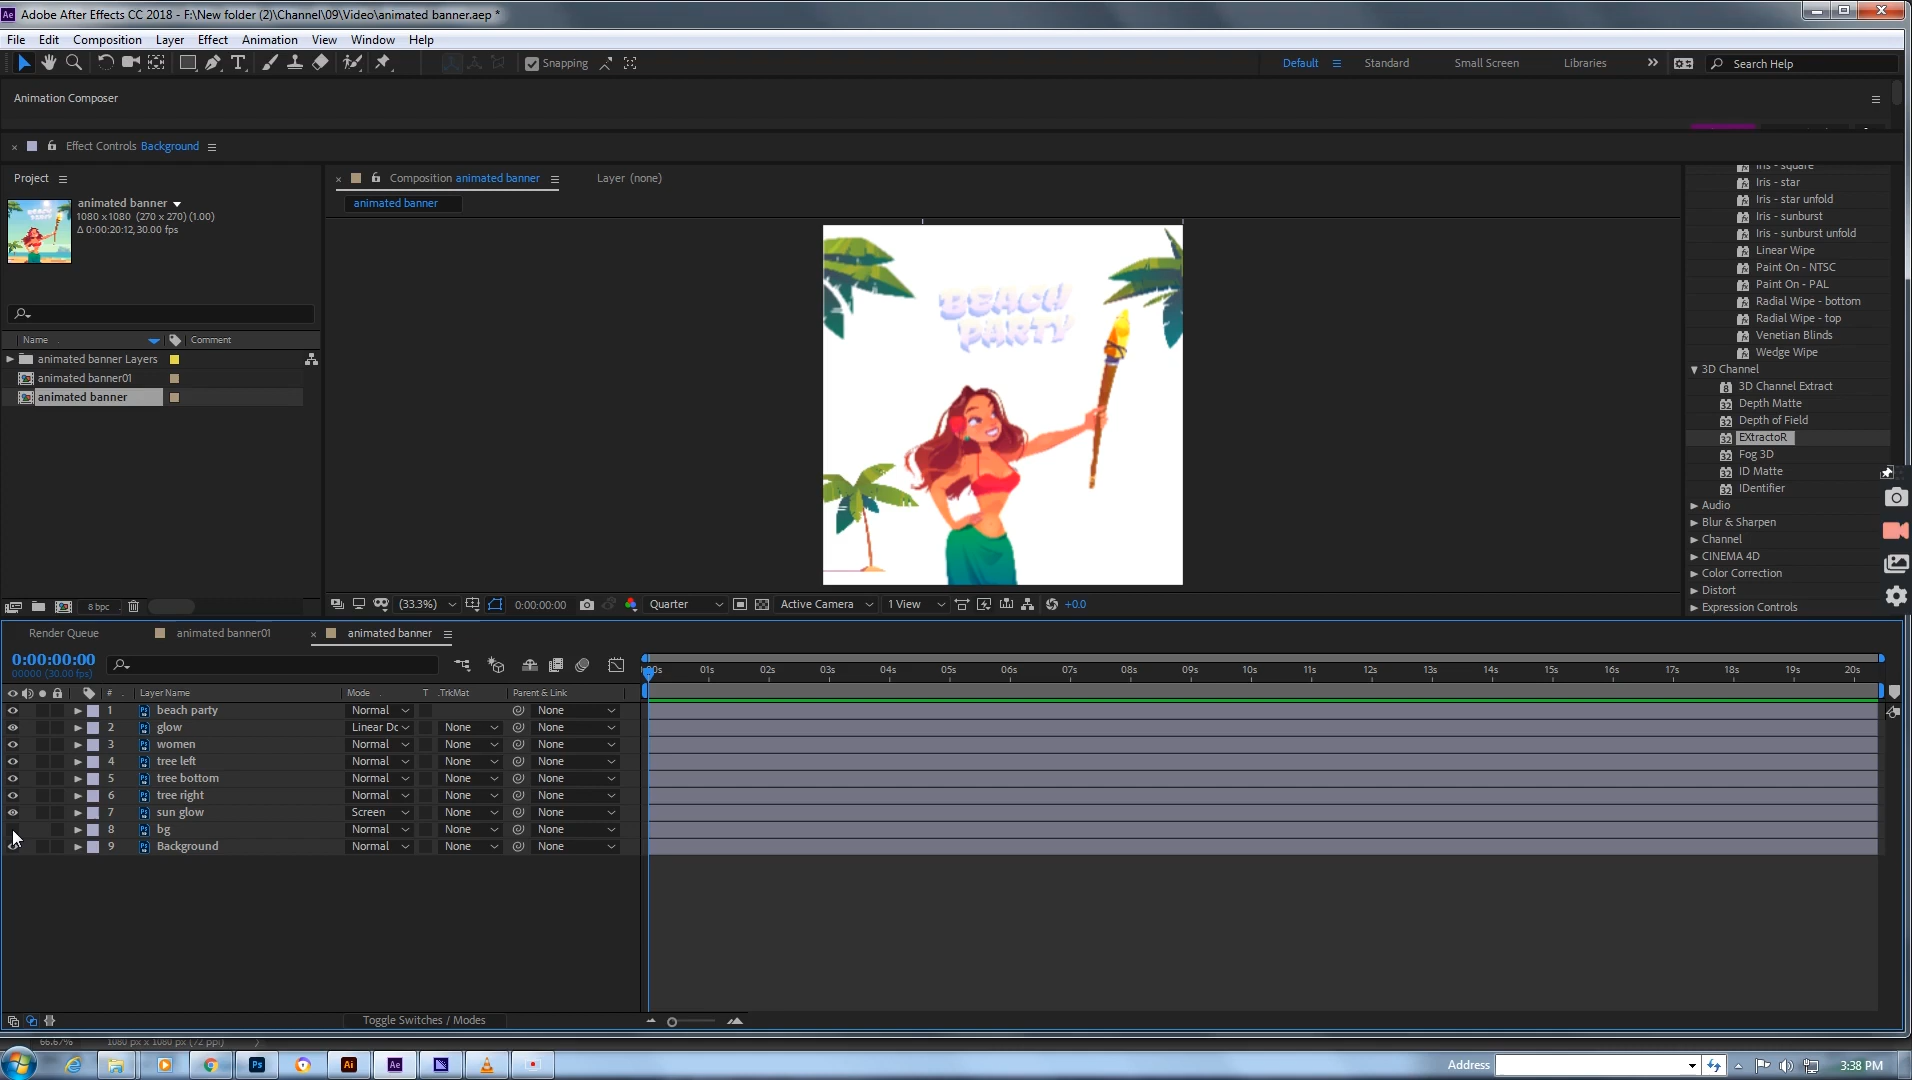 Adobe After Effects CC 2018 - F:\New folder (2)\Channel\09\Video\animated banner.aep *
File Edit Composition Layer Effect Animation View Window Help
Snapping
Default Standard Small Screen Libraries Search Help
Animation Composer
Effect Controls Background
Project
animated banner
1080 x1080 (270 x 270) (1.00)
Δ 0:00:20:12, 30.00 fps
Name Comment
animated banner Layers
animated banner01
animated banner
8 bpc
Composition animated banner
Layer (none)
animated banner
BEACH
PARTY
(33.3%) 0:00:00:00 Quarter Active Camera 1 View +0.0
Iris - square
Iris - star
Iris - star unfold
Iris - sunburst
Iris - sunburst unfold
Linear Wipe
Paint On - NTSC
Paint On - PAL
Radial Wipe - bottom
Radial Wipe - top
Venetian Blinds
Wedge Wipe
3D Channel
3D Channel Extract
Depth Matte
Depth of Field
EXtractoR
Fog 3D
ID Matte
IDentifier
Audio
Blur & Sharpen
Channel
CINEMA 4D
Color Correction
Distort
Expression Controls
Render Queue animated banner01 animated banner
0:00:00:00
00000 (30.00 fps)
:00s 01s 02s 03s 04s 05s 06s 07s 08s 09s 10s 11s 12s 13s 14s 15s 16s 17s 18s 19s 20s
# Layer Name Mode T .TrkMat Parent & Link
1 beach party Normal None
2 glow Linear Dc None None
3 women Normal None None
4 tree left Normal None None
5 tree bottom Normal None None
6 tree right Normal None None
7 sun glow Screen None None
8 bg Normal None None
9 Background Normal None None
Toggle Switches / Modes
66.67% 1080 px x 1080 px (72 ppi)
Address 3:38 PM